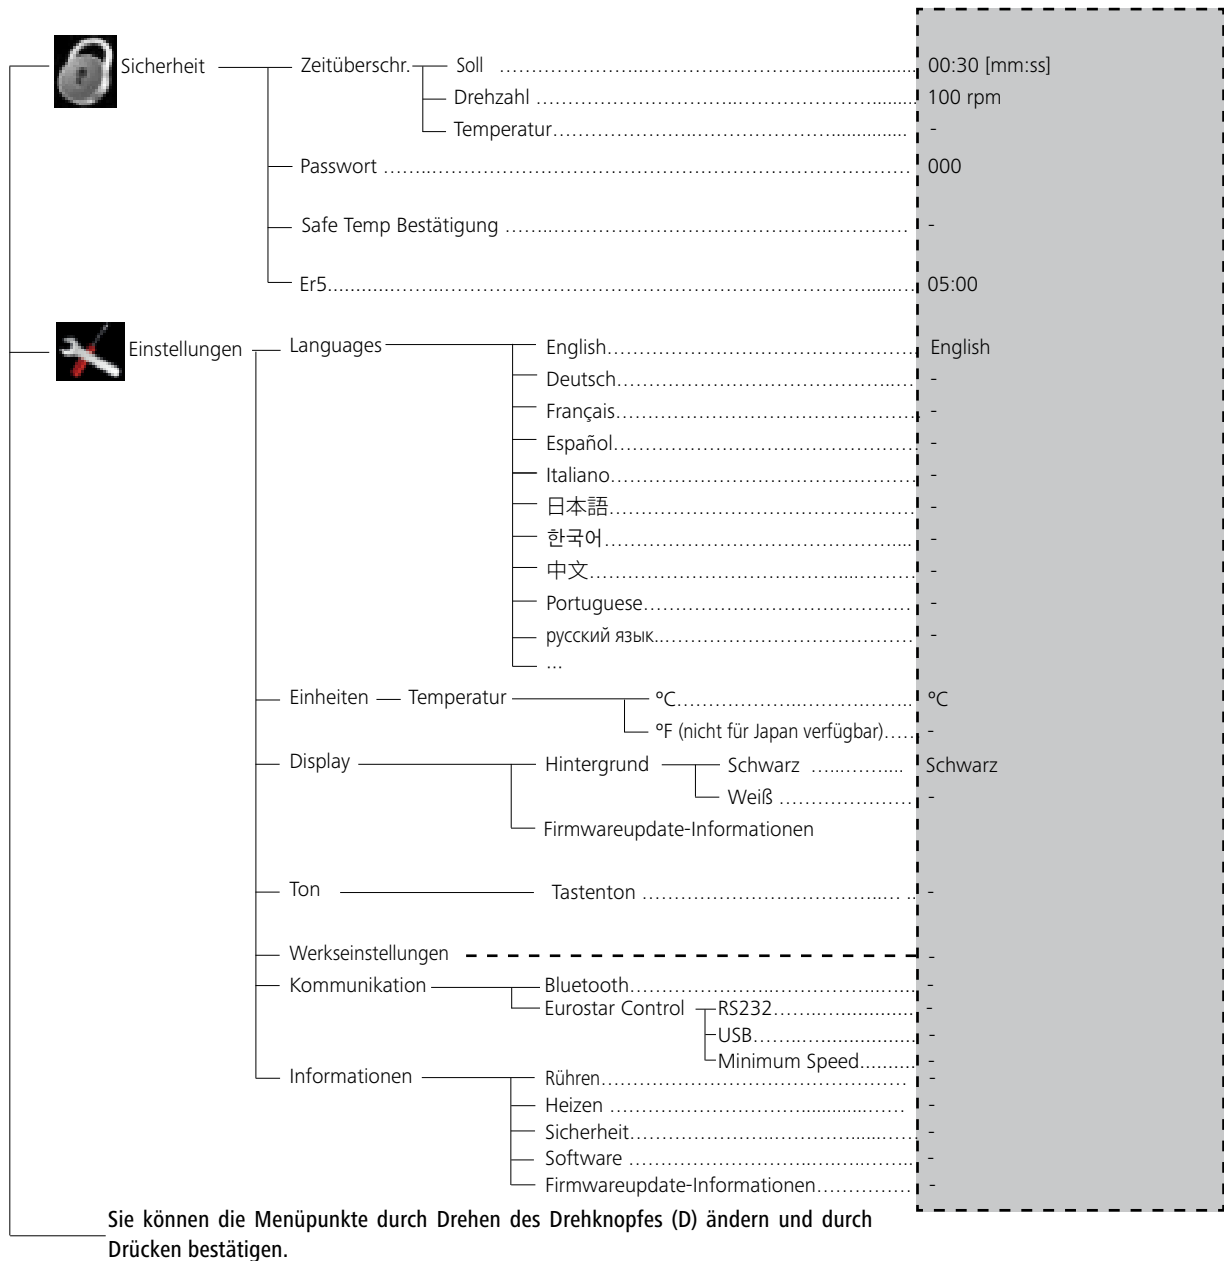 Sicherheit Zeitüberschr. Soll 00:30 [mm:ss]
Drehzahl 100 rpm
Temperatur -
Passwort 000
Safe Temp Bestätigung -
Er5 05:00
Einstellungen Languages English English
Deutsch -
Français -
Español -
Italiano -
日本語 -
한국어 -
中文 -
Portuguese -
русский язык -
...
Einheiten Temperatur ºC ºC
ºF (nicht für Japan verfügbar) -
Display Hintergrund Schwarz Schwarz
Weiß -
Firmwareupdate-Informationen
Ton Tastenton -
Werkseinstellungen -
Kommunikation Bluetooth -
Eurostar Control RS232 -
USB -
Minimum Speed -
Informationen Rühren -
Heizen -
Sicherheit -
Software -
Firmwareupdate-Informationen -
Sie können die Menüpunkte durch Drehen des Drehknopfes (D) ändern und durch
Drücken bestätigen.